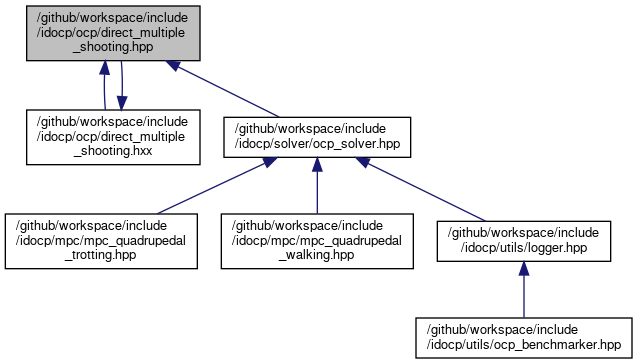 /github/workspace/include
/idocp/ocp/direct_multiple
_shooting.hpp
/github/workspace/include
/idocp/ocp/direct_multiple
_shooting.hxx
/github/workspace/include
/idocp/solver/ocp_solver.hpp
/github/workspace/include
/idocp/mpc/mpc_quadrupedal
_trotting.hpp
/github/workspace/include
/idocp/mpc/mpc_quadrupedal
_walking.hpp
/github/workspace/include
/idocp/utils/logger.hpp
/github/workspace/include
/idocp/utils/ocp_benchmarker.hpp